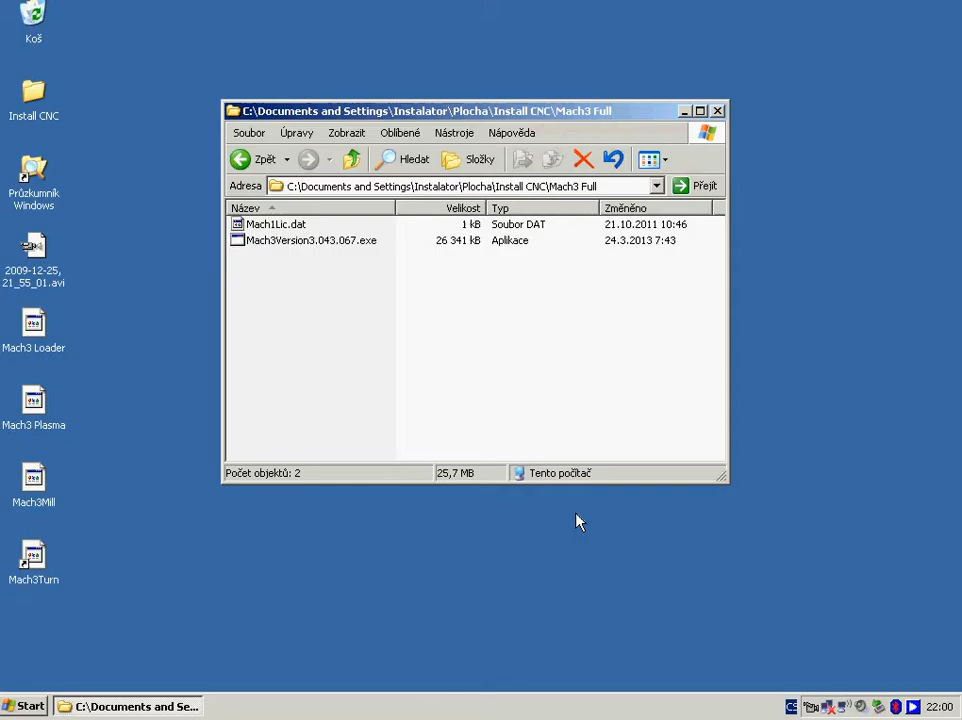 Koš
Install CNC
Průzkumník
Windows
2009-12-25,
21_55_01.avi
Mach3 Loader
Mach3 Plasma
Mach3Mill
Mach3Turn
C:\Documents and Settings\Instalator\Plocha\Install CNC\Mach3 Full
Soubor Úpravy Zobrazit Oblíbené Nástroje Nápověda
Zpět Hledat Složky
Adresa C:\Documents and Settings\Instalator\Plocha\Install CNC\Mach3 Full Přejít
Název Velikost Typ Změněno
Mach1Lic.dat 1 kB Soubor DAT 21.10.2011 10:46
Mach3Version3.043.067.exe 26 341 kB Aplikace 24.3.2013 7:43
Počet objektů: 2 25,7 MB Tento počítač
Start C:\Documents and Se... CS 22:00